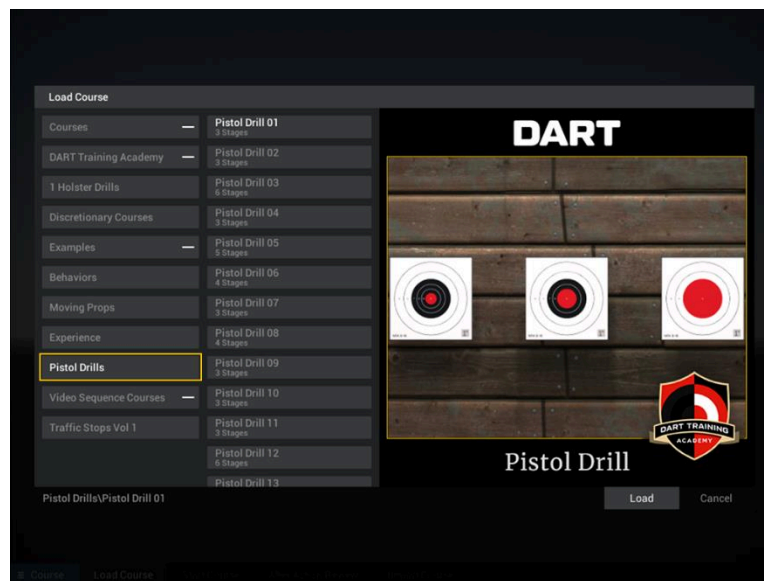 Load Course
Courses
DART Training Academy
1 Holster Drills
Discretionary Courses
Examples
Behaviors
Moving Props
Experience
Pistol Drills
Video Sequence Courses
Traffic Stops Vol 1
Pistol Drill 01
3 Stages
Pistol Drill 02
3 Stages
Pistol Drill 03
6 Stages
Pistol Drill 04
3 Stages
Pistol Drill 05
5 Stages
Pistol Drill 06
4 Stages
Pistol Drill 07
3 Stages
Pistol Drill 08
4 Stages
Pistol Drill 09
3 Stages
Pistol Drill 10
3 Stages
Pistol Drill 11
3 Stages
Pistol Drill 12
6 Stages
Pistol Drill 13
DART
DART TRAINING
ACADEMY
Pistol Drill
Pistol Drills\Pistol Drill 01
Load
Cancel
Course
Load Course